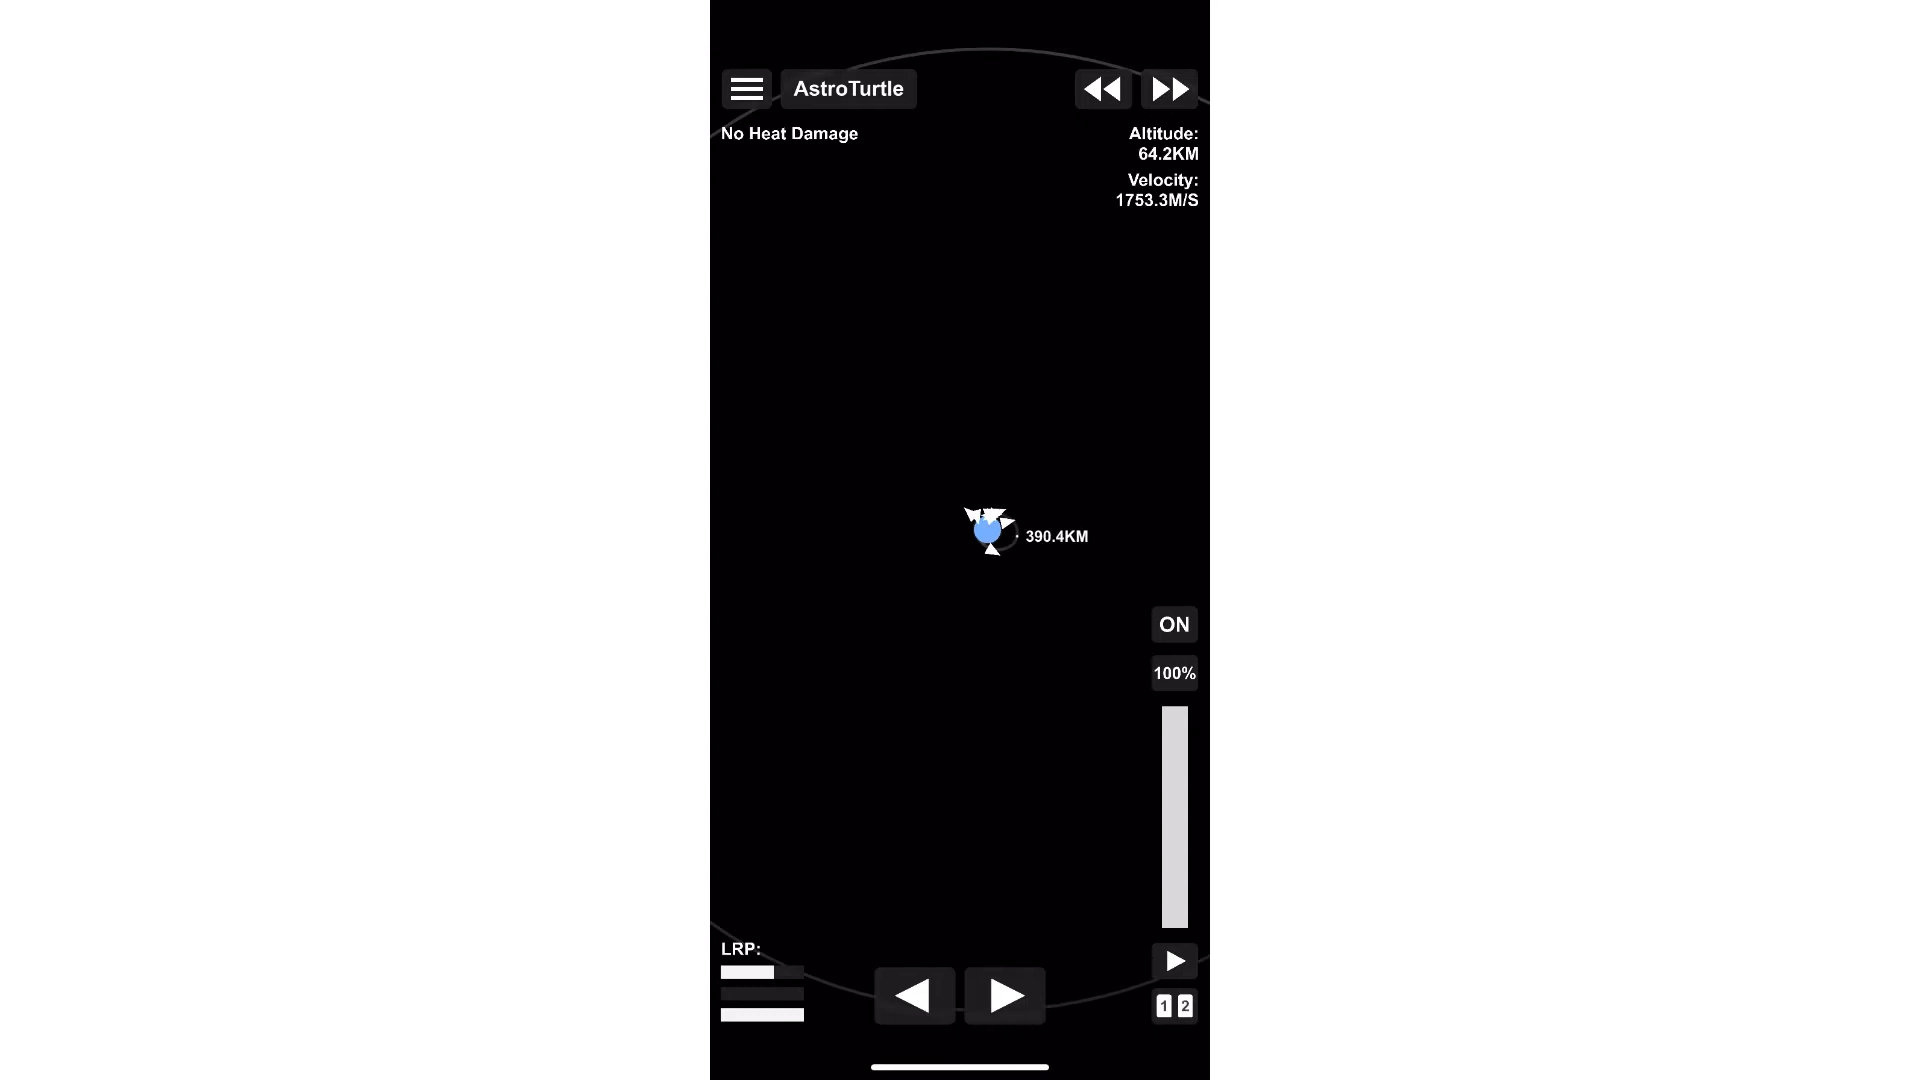 AstroTurtle
No Heat Damage
Altitude:
64.2KM
Velocity:
1753.3M/S
390.4KM
ON
100%
LRP:
1 2